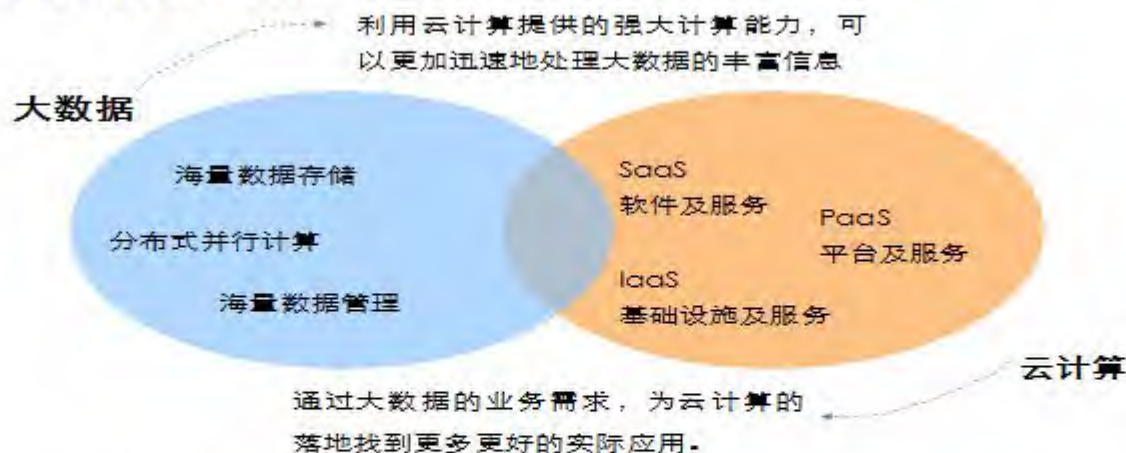 利用云计算提供的强大计算能力，可
以更加迅速地处理大数据的丰富信息
大数据
海量数据存储
分布式并行计算
海量数据管理
SaaS
软件及服务
PaaS
平台及服务
IaaS
基础设施及服务
云计算
通过大数据的业务需求，为云计算的
落地找到更多更好的实际应用。